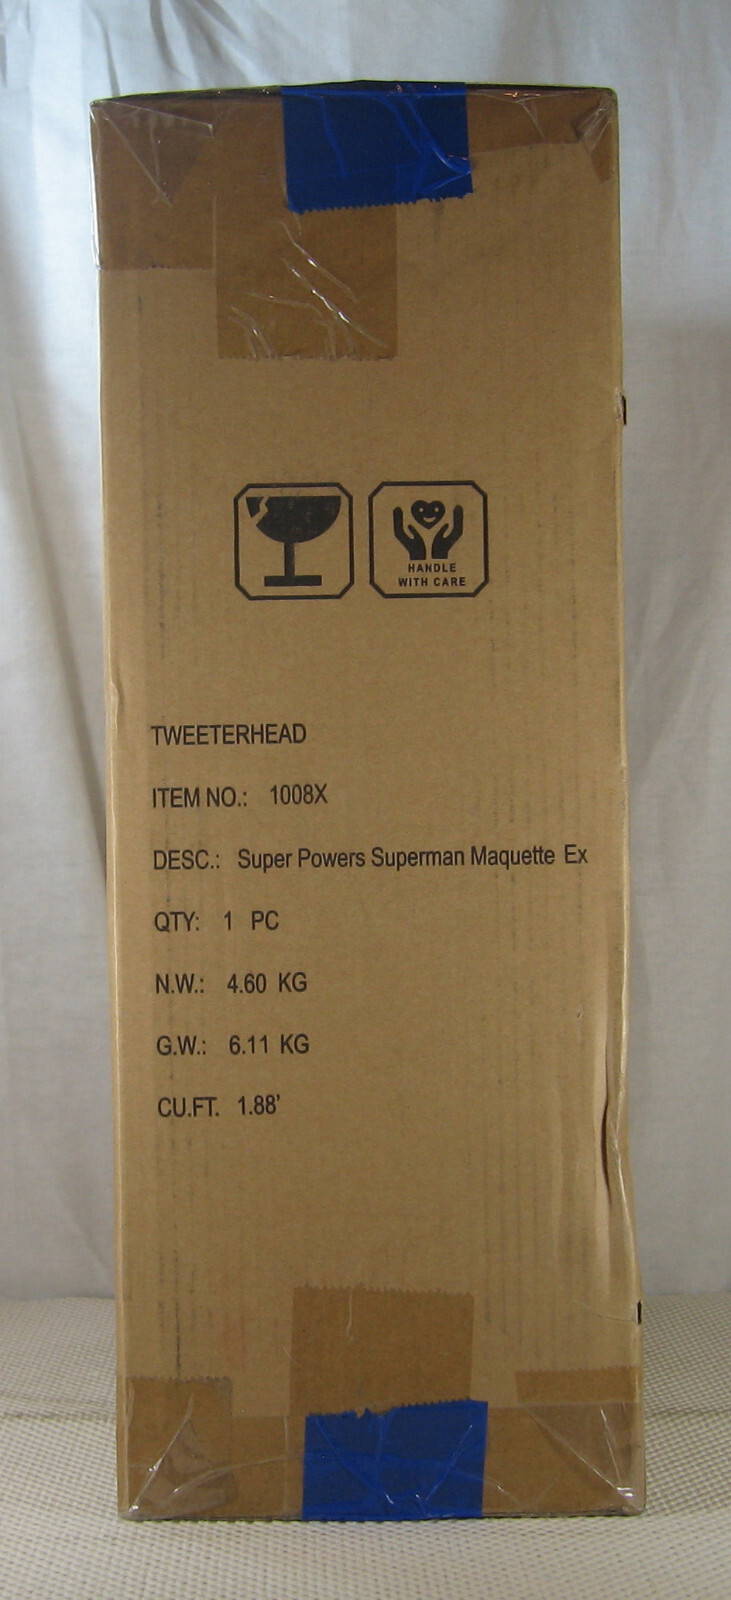 HANDLE
WITH CARE
TWEETERHEAD
ITEM NO.: 1008X
DESC.: Super Powers Superman Maquette Ex
QTY: 1 PC
N.W.: 4.60 KG
G.W.: 6.11 KG
CU.FT. 1.88'